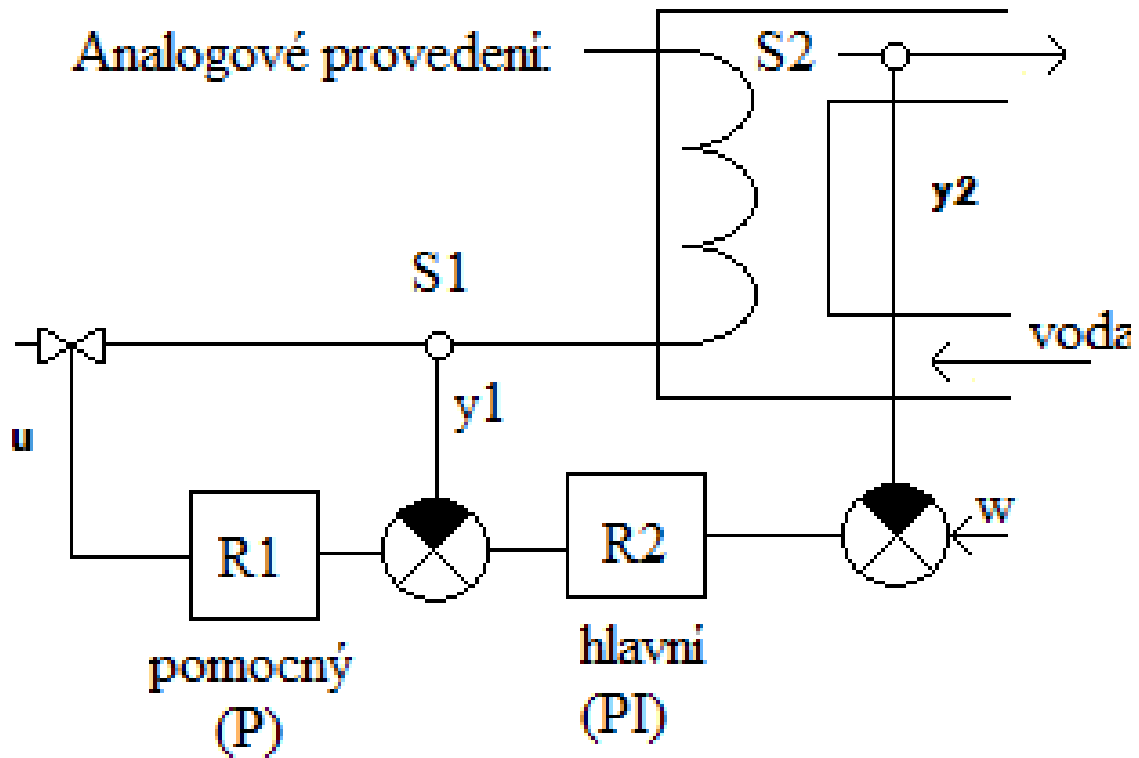 Analogové provedení:
S2
y2
S1
voda
y1
u
w
R1
R2
pomocný
(P)
hlavní
(PI)